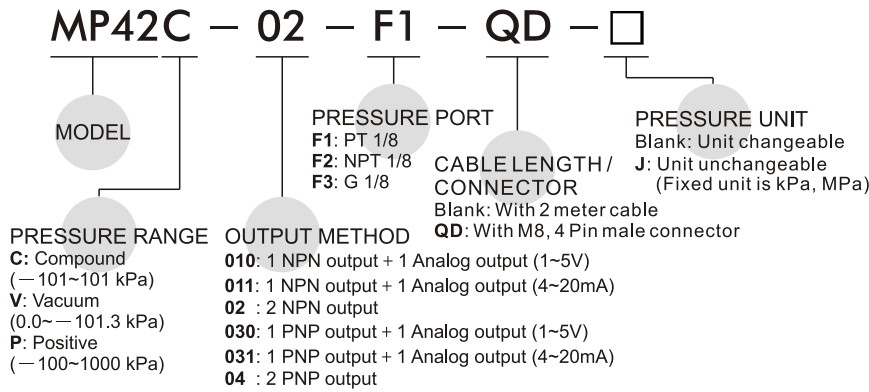 MP42C － 02 － F1 － QD － □
MODEL
PRESSURE RANGE
C: Compound
(－101~101 kPa)
V: Vacuum
(0.0~－101.3 kPa)
P: Positive
(－100~1000 kPa)
OUTPUT METHOD
010: 1 NPN output + 1 Analog output (1~5V)
011: 1 NPN output + 1 Analog output (4~20mA)
02 : 2 NPN output
030: 1 PNP output + 1 Analog output (1~5V)
031: 1 PNP output + 1 Analog output (4~20mA)
04 : 2 PNP output
PRESSURE PORT
F1: PT 1/8
F2: NPT 1/8
F3: G 1/8
CABLE LENGTH /
CONNECTOR
Blank: With 2 meter cable
QD: With M8, 4 Pin male connector
PRESSURE UNIT
Blank: Unit changeable
J: Unit unchangeable
(Fixed unit is kPa, MPa)